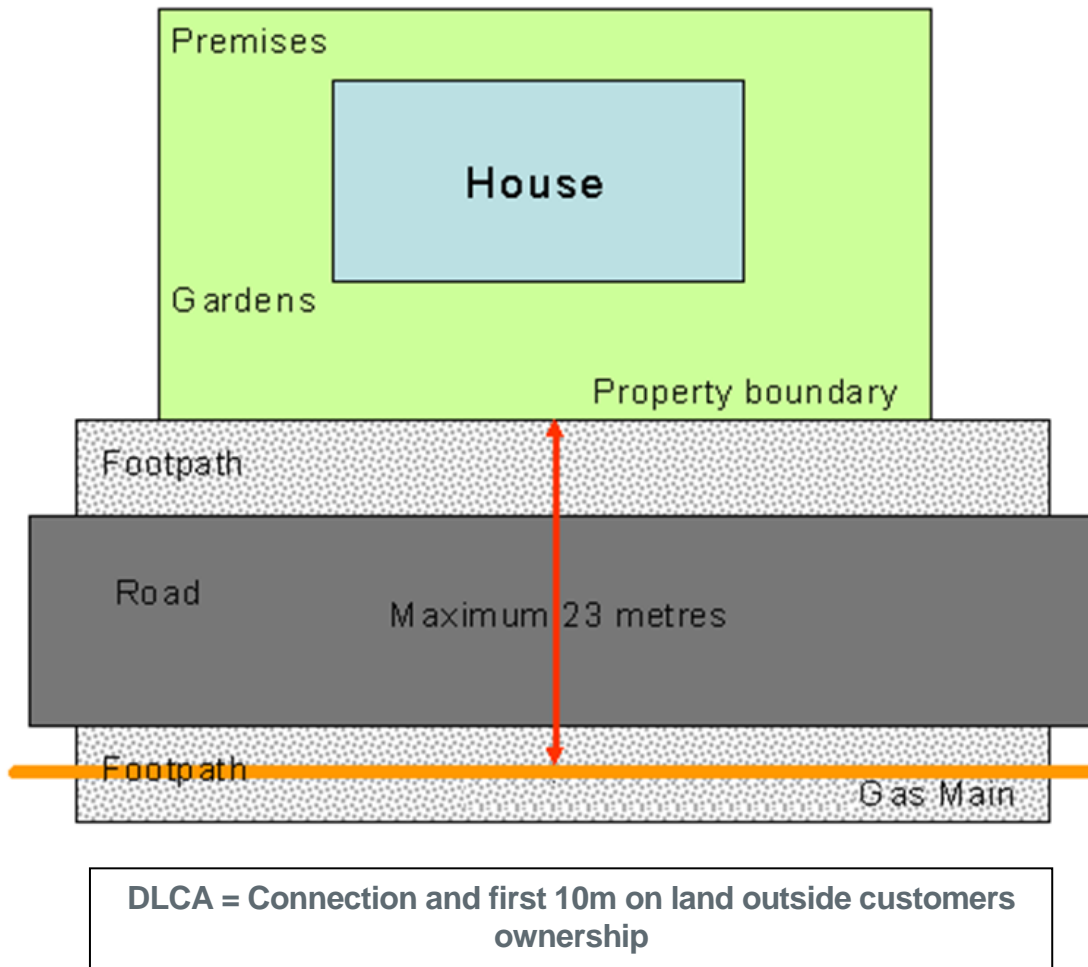 Premises
House
Gardens
Property boundary
Footpath
Road
Maximum 23 metres
Footpath
Gas Main
DLCA = Connection and first 10m on land outside customers
ownership